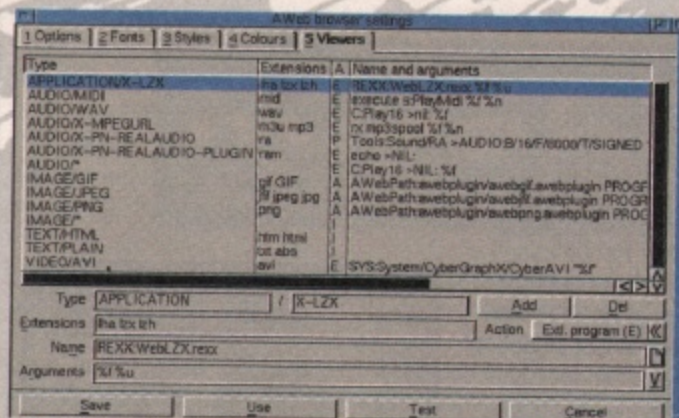 AWeb browser settings
1 Options 2 Fonts 3 Styles 4 Colours 5 Viewers
Type Extensions A Name and arguments
APPLICATION/X-LZX lha lzx lzh E REXX:WebLZX.rexx %f %u
AUDIO/MIDI mid E execute s:PlayMidi %f %n
AUDIO/WAV wav E C:Play16 >nil: %f
AUDIO/X-MPEGURL m3u mp3 E rx mp3spool %f %n
AUDIO/X-PN-REALAUDIO ra P Tools:Sound/RA >AUDIO:B/16/F/8000/T/SIGNED
AUDIO/X-PN-REALAUDIO-PLUGIN ram E echo >NIL:
AUDIO/* E C:Play16 >NIL: %f
IMAGE/GIF gif GIF A AWebPath:awebplugin/awebgif.awebplugin PROGR
IMAGE/JPEG jfif jpeg jpg A AWebPath:awebplugin/awebjfif.awebplugin PROGR
IMAGE/PNG png A AWebPath:awebplugin/awebpng.awebplugin PROC
IMAGE/* I
TEXT/HTML htm html I
TEXT/PLAIN txt abs I
VIDEO/AVI avi E SYS:System/CyberGraphX/CyberAVI "%f"
Type APPLICATION / X-LZX Add Del
Extensions lha lzx lzh Action Extl. program (E)
Name REXX:WebLZX.rexx
Arguments %f %u
Save Use Test Cancel